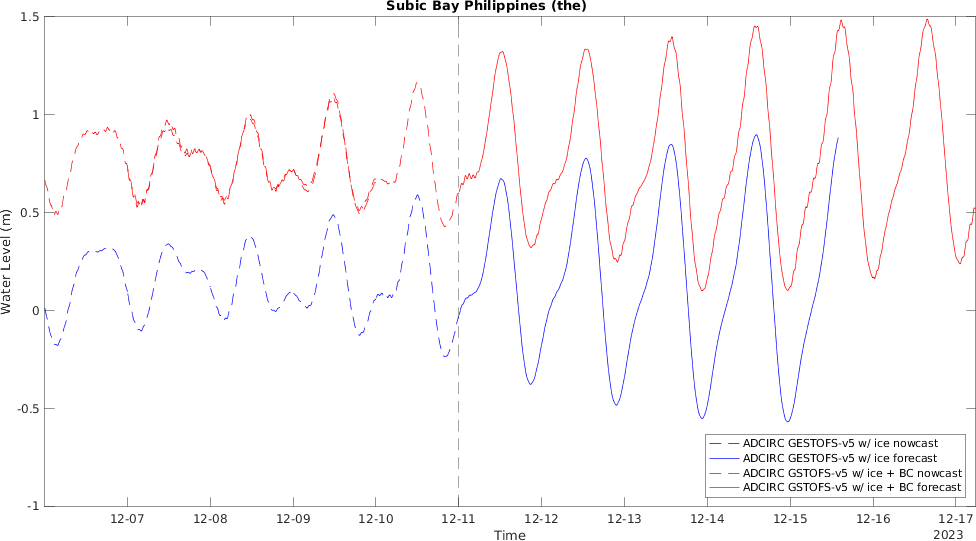 Subic Bay Philippines (the)
1.5
1
0.5
0
-0.5
-1
Water Level (m)
ADCIRC GESTOFS-v5 w/ ice nowcast
ADCIRC GESTOFS-v5 w/ ice forecast
ADCIRC GSTOFS-v5 w/ ice + BC nowcast
ADCIRC GSTOFS-v5 w/ ice + BC forecast
12-07 12-08 12-09 12-10 12-11 12-12 12-13 12-14 12-15 12-16 12-17
Time
2023